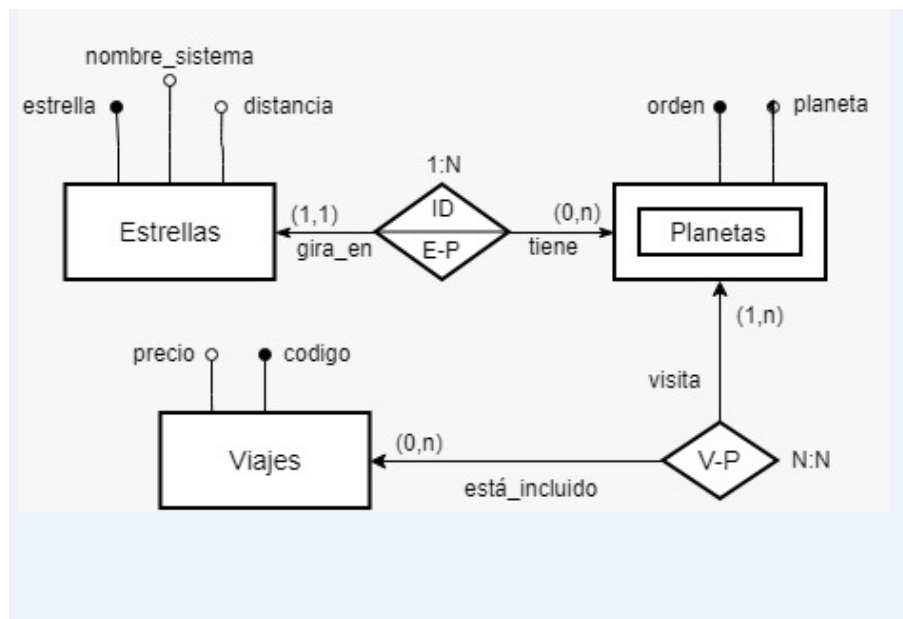 nombre_sistema
estrella
distancia
orden
planeta
1:N
Estrellas
(1,1)
gira_en
ID
E-P
(0,n)
tiene
Planetas
(1,n)
precio
codigo
visita
Viajes
(0,n)
está_incluido
V-P
N:N